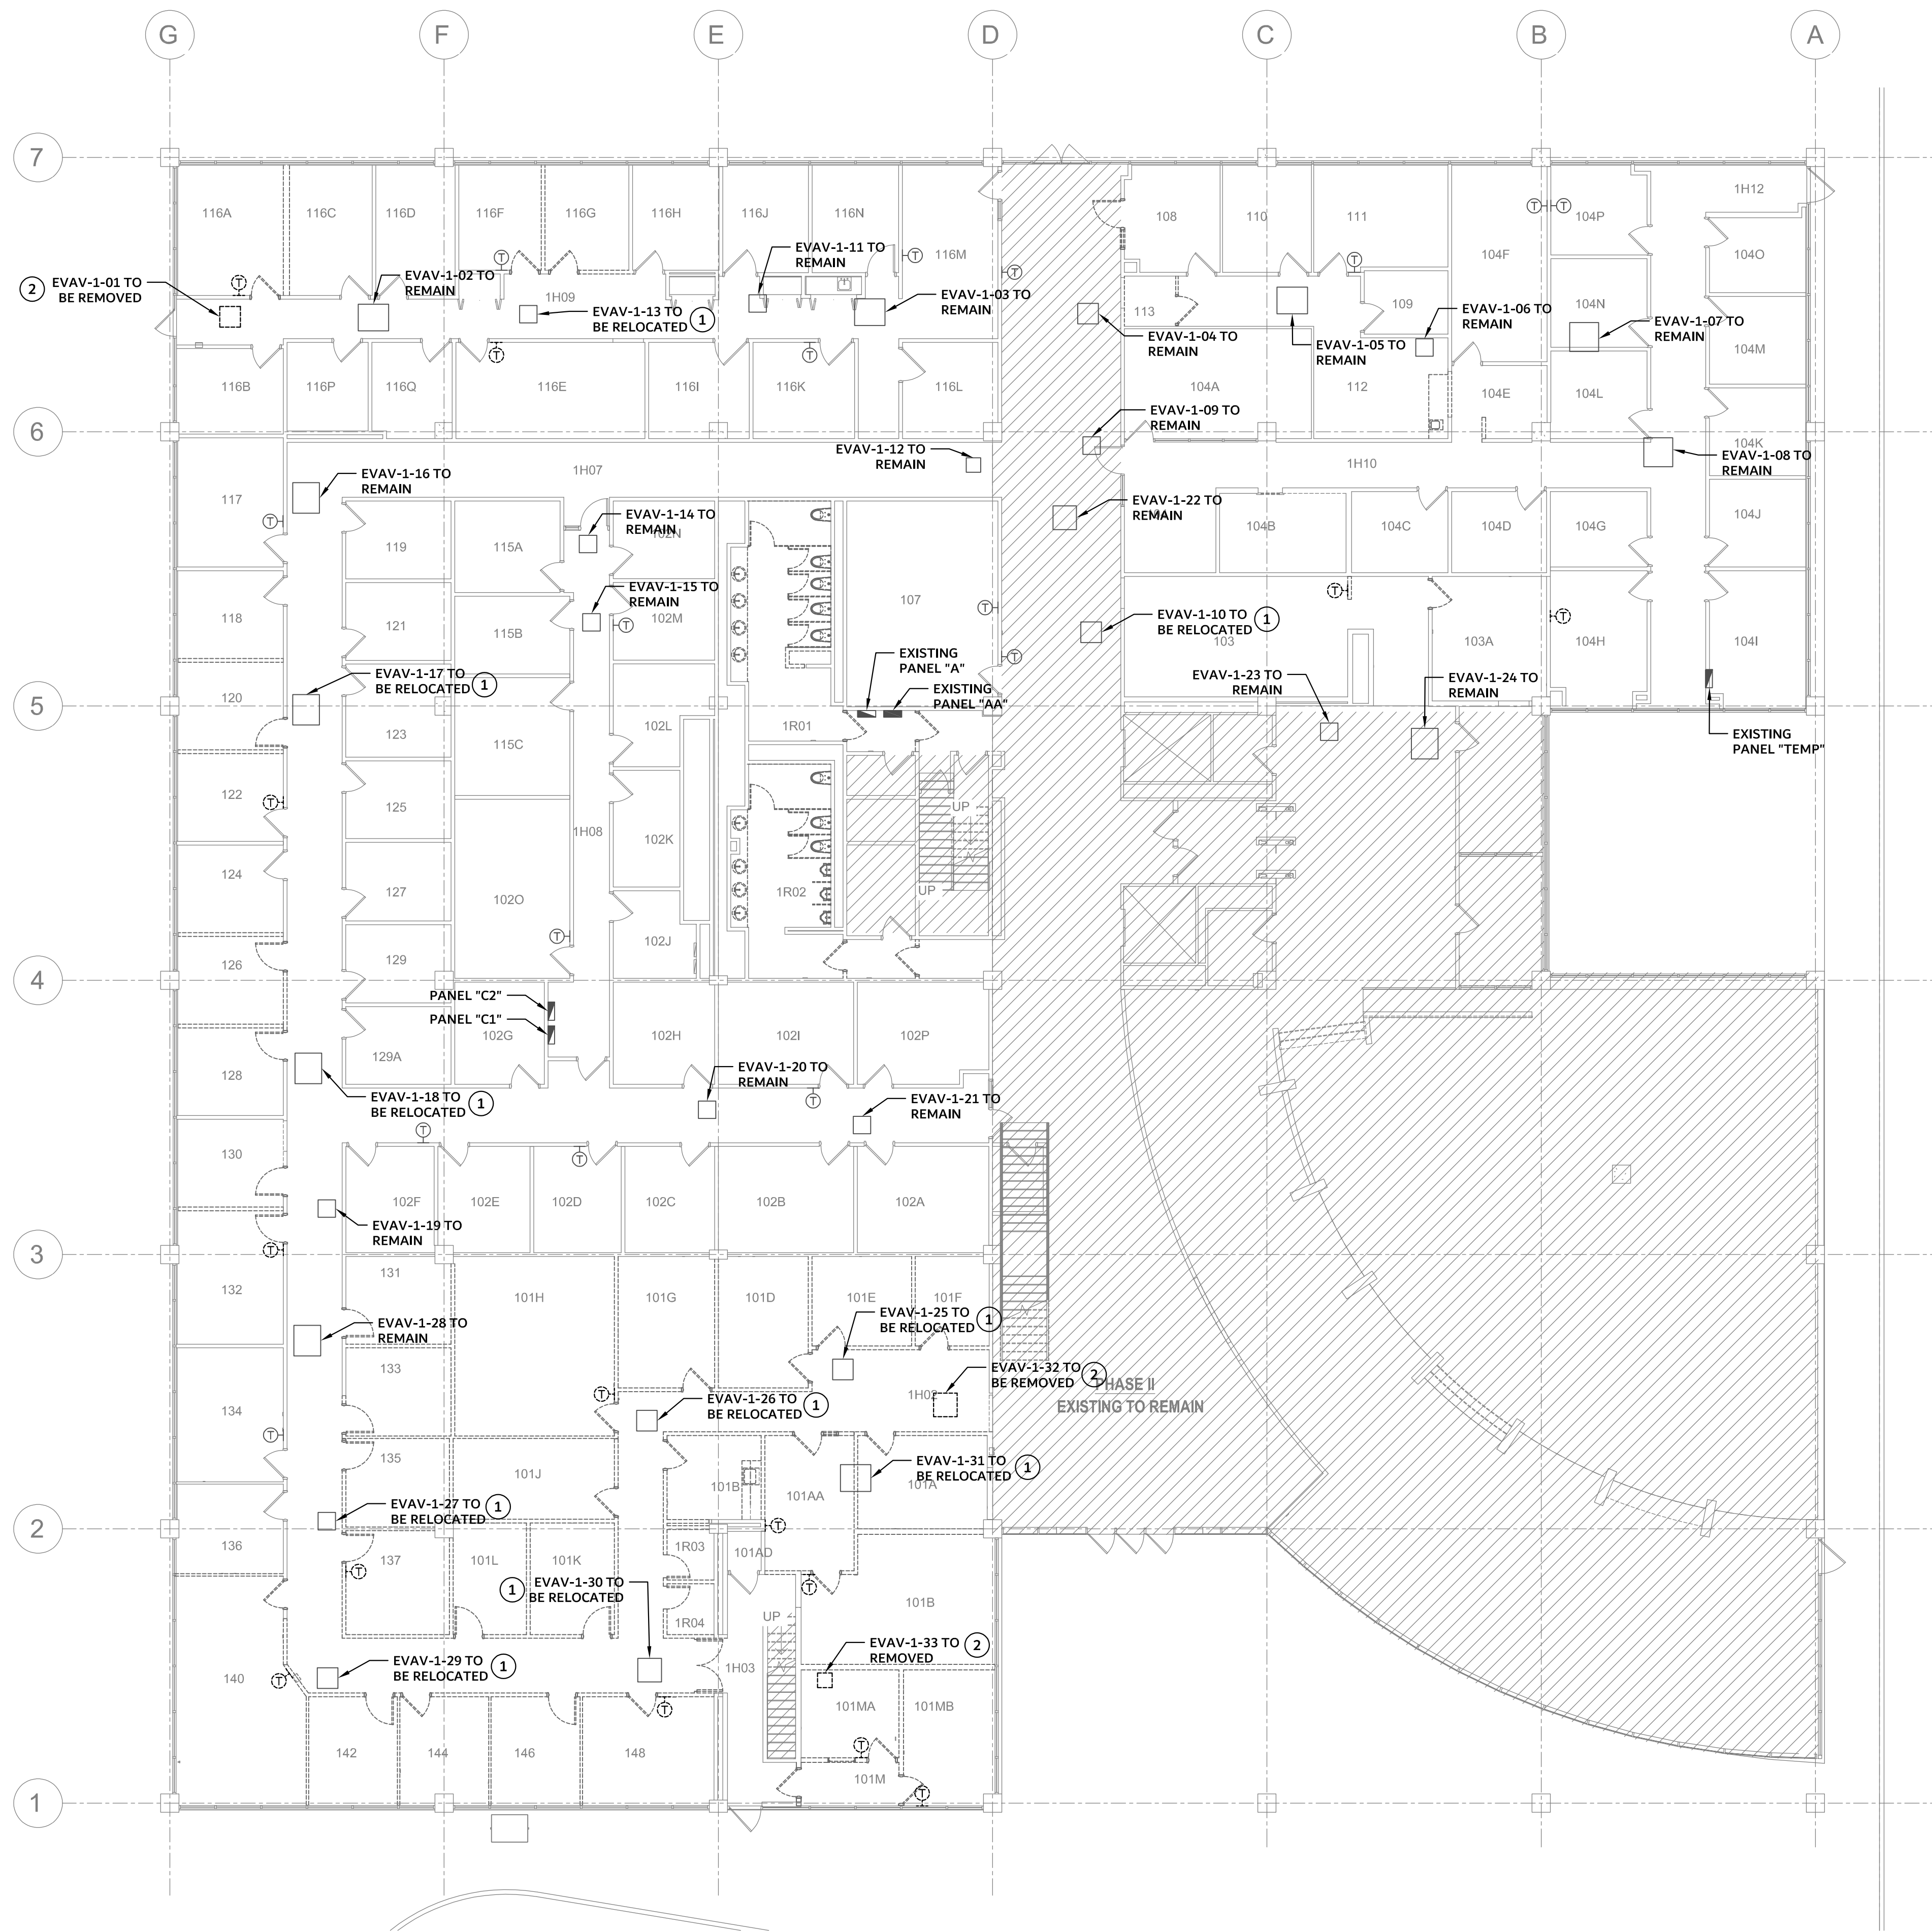 G F E D C B A
7
116A 116C 116D 116F 116G 116H 116J 116N 116M 108 110 111 104F 104P 1H12
104O
EVAV-1-11 TO
REMAIN
2 EVAV-1-01 TO
BE REMOVED
EVAV-1-02 TO
REMAIN
1H09
EVAV-1-13 TO
BE RELOCATED 1
EVAV-1-03 TO
REMAIN
113
EVAV-1-04 TO
REMAIN
EVAV-1-05 TO
REMAIN
109
EVAV-1-06 TO
REMAIN
104N
EVAV-1-07 TO
REMAIN
104M
116B 116P 116Q 116E 116I 116K 116L 104A 112 104E 104L
6
EVAV-1-09 TO
REMAIN
EVAV-1-12 TO
REMAIN
104K
EVAV-1-08 TO
REMAIN
1H07
1H10
EVAV-1-16 TO
REMAIN
117
EVAV-1-14 TO
REMAIN
102N
EVAV-1-22 TO
REMAIN
104B 104C 104D 104G 104J
119 115A
107
EVAV-1-15 TO
REMAIN
102M
118 121 115B
EVAV-1-10 TO
BE RELOCATED 1
103 103A 104H 104I
EVAV-1-17 TO
BE RELOCATED 1
120
EXISTING
PANEL "A"
EXISTING
PANEL "AA"
EVAV-1-23 TO
REMAIN
EVAV-1-24 TO
REMAIN
5
123 115C 102L 1R01
EXISTING
PANEL "TEMP"
122 125 1H08 102K UP
124 127 102O 1R02 UP
126 129 102J
4
PANEL "C2"
PANEL "C1"
102G 102H 102I 102P
128 129A
EVAV-1-18 TO
BE RELOCATED 1
EVAV-1-20 TO
REMAIN
EVAV-1-21 TO
REMAIN
130 102F 102E 102D 102C 102B 102A
EVAV-1-19 TO
REMAIN
3
132 131 101H 101G 101D 101E 101F
EVAV-1-28 TO
REMAIN
EVAV-1-25 TO
BE RELOCATED 1
133
EVAV-1-32 TO
BE REMOVED 2
PHASE II
EXISTING TO REMAIN
134
EVAV-1-26 TO
BE RELOCATED 1
135 101J 101B 101AA 101A
EVAV-1-31 TO
BE RELOCATED 1
EVAV-1-27 TO
BE RELOCATED 1
2
136 137 101L 101K 1R03 101AD
1 EVAV-1-30 TO
BE RELOCATED
101B
1R04 UP
EVAV-1-33 TO
REMOVED 2
EVAV-1-29 TO
BE RELOCATED 1
140 1H03 101MA 101MB
142 144 146 148 101M
1
T T T T T T T T T T T T T T T T T T T T T T T T T T T T T T T T T